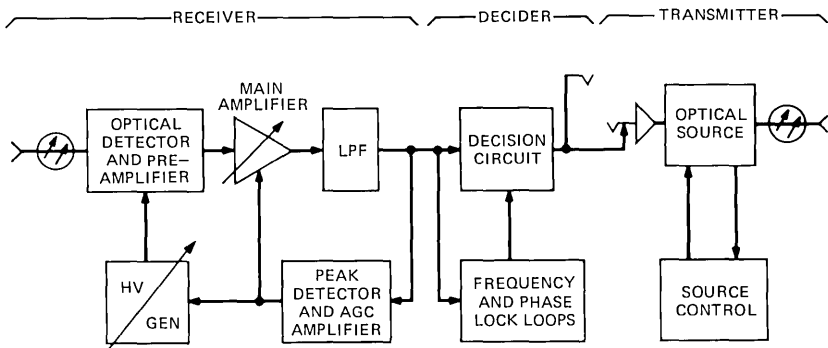 RECEIVER
DECIDER
TRANSMITTER
MAIN
AMPLIFIER
OPTICAL
DETECTOR
AND PRE-
AMPLIFIER
LPF
DECISION
CIRCUIT
OPTICAL
SOURCE
HV
GEN
PEAK
DETECTOR
AND AGC
AMPLIFIER
FREQUENCY
AND PHASE
LOCK LOOPS
SOURCE
CONTROL